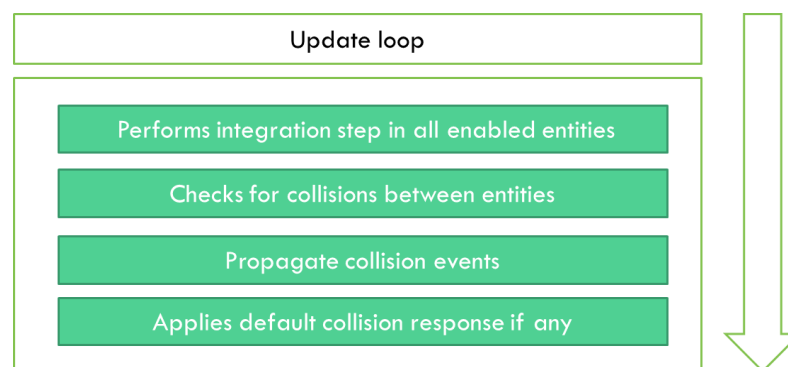 Update loop
Performs integration step in all enabled entities
Checks for collisions between entities
Propagate collision events
Applies default collision response if any